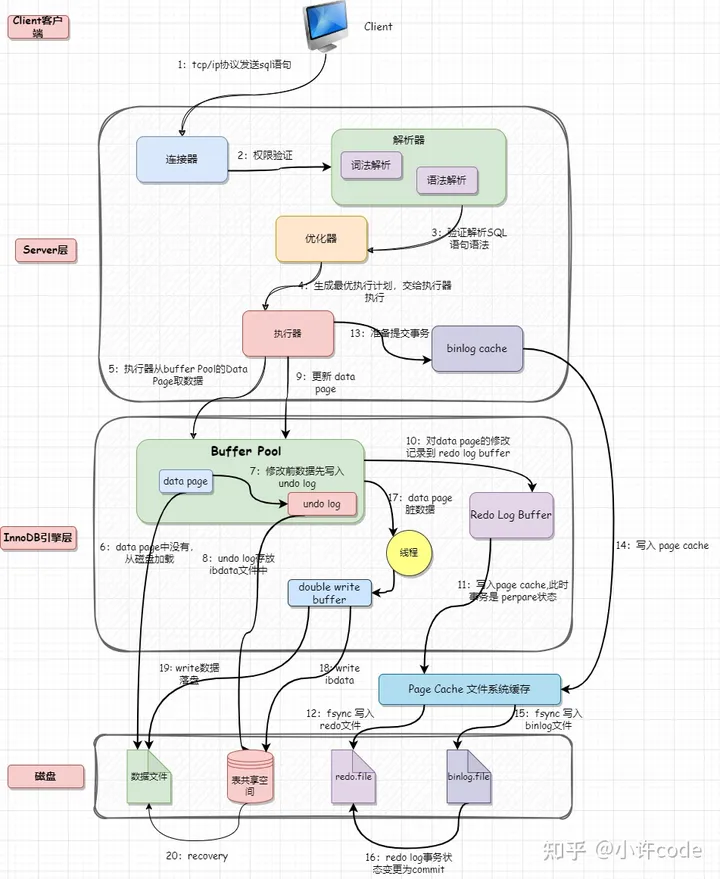 Client客户
端
Client
1：tcp/ip协议发送sql语句
连接器
2：权限验证
解析器
词法解析
语法解析
Server层
优化器
3：验证解析SQL
语句语法
4：生成最优执行计划，交给执行器
执行
执行器
13：准备提交事务
binlog cache
5：执行器从buffer Pool的Data
Page取数据
9：更新 data
page
Buffer Pool
10：对data page的修改
记录到 redo log buffer
7：修改前数据先写入
undo log
data page
undo log
17：data page
脏数据
Redo Log Buffer
InnoDB引擎层
6：data page中没有，
从磁盘加载
8：undo log存放
ibdata文件中
线程
14：写入 page cache
double write
buffer
11：写入page cache,此时
事务是 perpare状态
19：write数据
落盘
18：write
ibdata
Page Cache 文件系统缓存
12：fsync 写入
redo文件
15：fsync 写入
binlog文件
磁盘
数据文件
表共享空
间
redo.file
binlog.file
20：recovery
16：redo log事务状
态变更为commit
知乎 @小许code